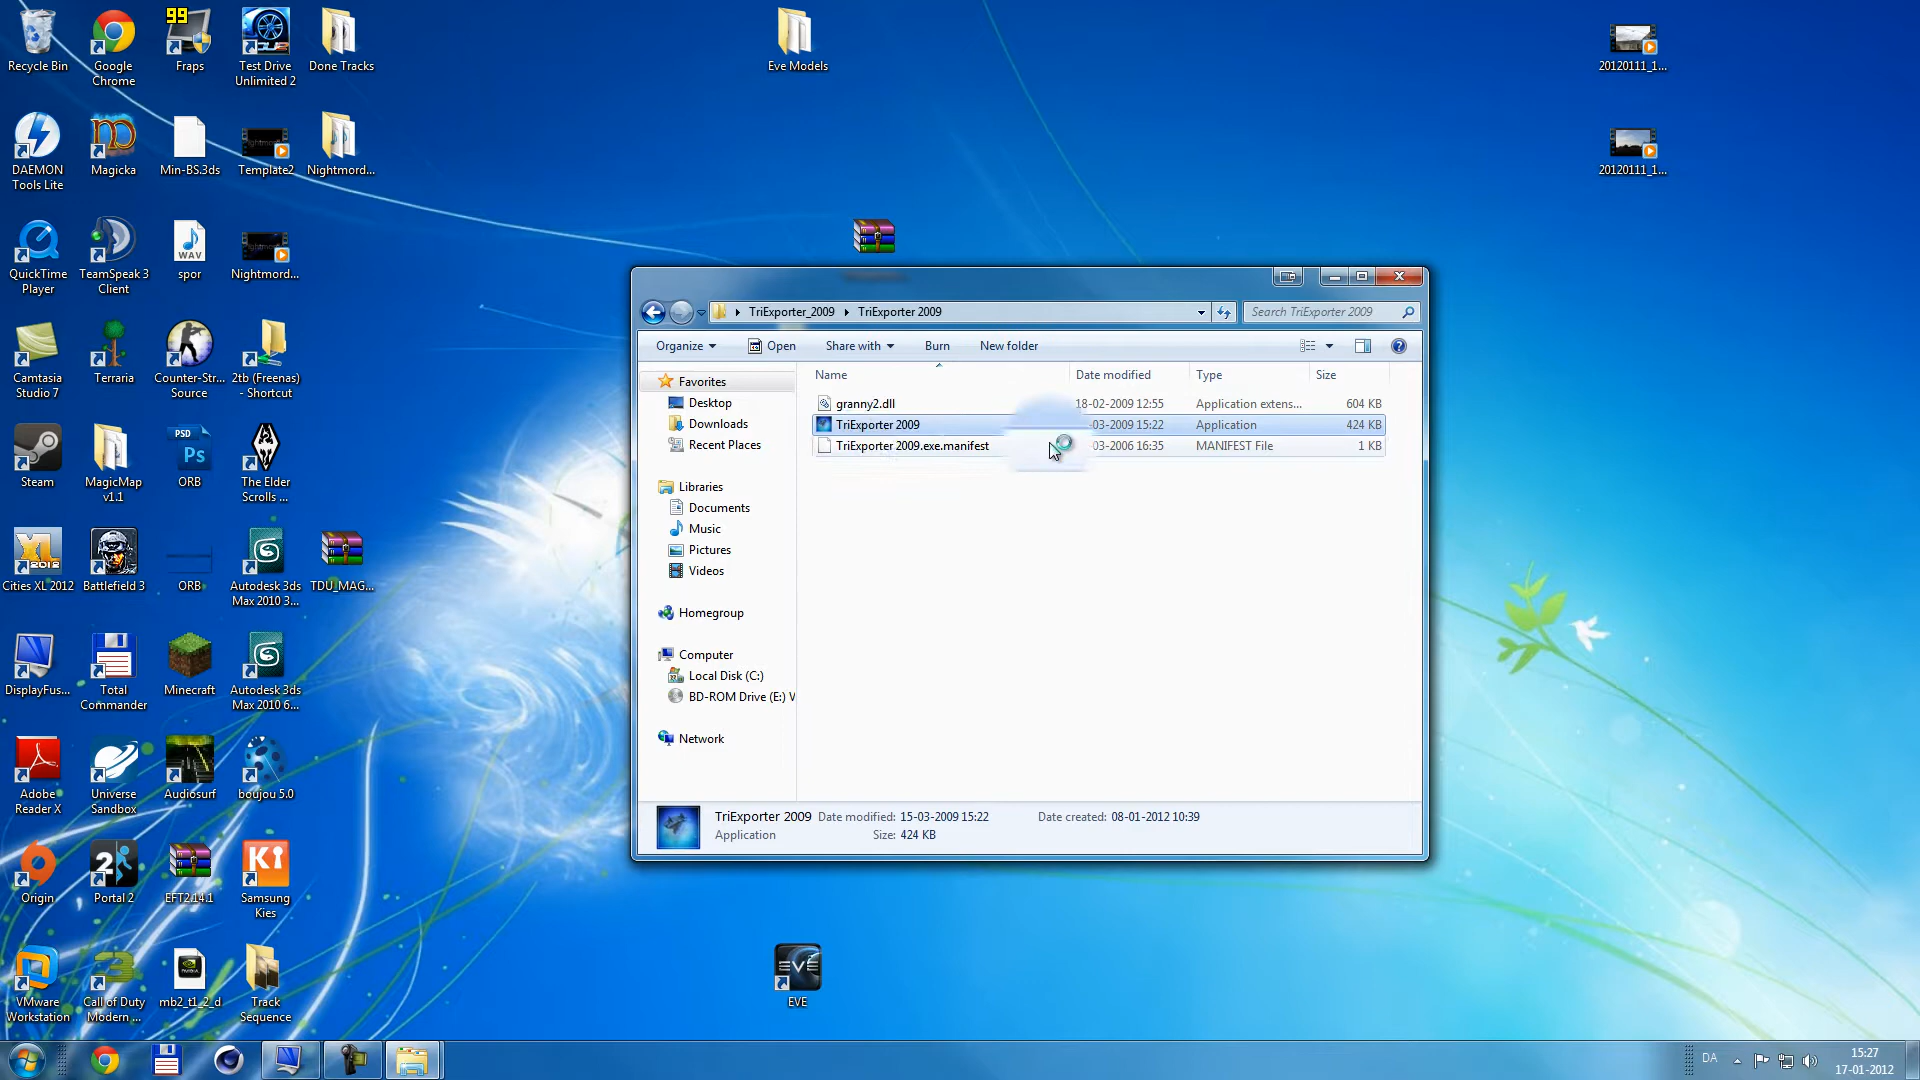 99
Recycle Bin
Google
Chrome
Fraps
Test Drive
Unlimited 2
Done Tracks
Eve Models
20120111_1...
DAEMON
Tools Lite
Magicka
Min-BS.3ds
Template2
Nightmord...
20120111_1...
QuickTime
Player
TeamSpeak 3
Client
WAV
spor
Nightmord...
Camtasia
Studio 7
Terraria
Counter-Str...
Source
2tb (Freenas)
- Shortcut
Steam
MagicMap
v1.1
PSD
Ps
ORB
The Elder
Scrolls ...
XL
2012
Cities XL 2012
Battlefield 3
ORB
Autodesk 3ds
Max 2010 3...
TDU_MAG...
DisplayFus...
Total
Commander
Minecraft
Autodesk 3ds
Max 2010 6...
Adobe
Reader X
Universe
Sandbox
Audiosurf
boujou 5.0
Origin
2
Portal 2
EFT2.14.1
Ki
Samsung
Kies
VMware
Workstation
Call of Duty
Modern ...
mb2_t1_2_d
Track
Sequence
EVE
EVE
TriExporter_2009
TriExporter 2009
Search TriExporter 2009
Organize
Open
Share with
Burn
New folder
Name
Date modified
Type
Size
granny2.dll
18-02-2009 12:55
Application extens...
604 KB
TriExporter 2009
-03-2009 15:22
Application
424 KB
TriExporter 2009.exe.manifest
-03-2006 16:35
MANIFEST File
1 KB
Favorites
Desktop
Downloads
Recent Places
Libraries
Documents
Music
Pictures
Videos
Homegroup
Computer
Local Disk (C:)
BD-ROM Drive (E:) V
Network
TriExporter 2009
Date modified: 15-03-2009 15:22
Date created: 08-01-2012 10:39
Application
Size: 424 KB
DA
15:27
17-01-2012